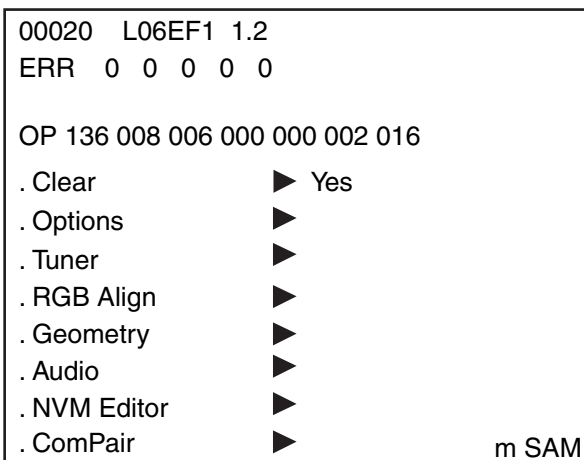 00020 L06EF1 1.2
ERR 0 0 0 0 0
OP 136 008 006 000 000 002 016
. Clear ▶ Yes
. Options ▶
. Tuner ▶
. RGB Align ▶
. Geometry ▶
. Audio ▶
. NVM Editor ▶
. ComPair ▶ m SAM